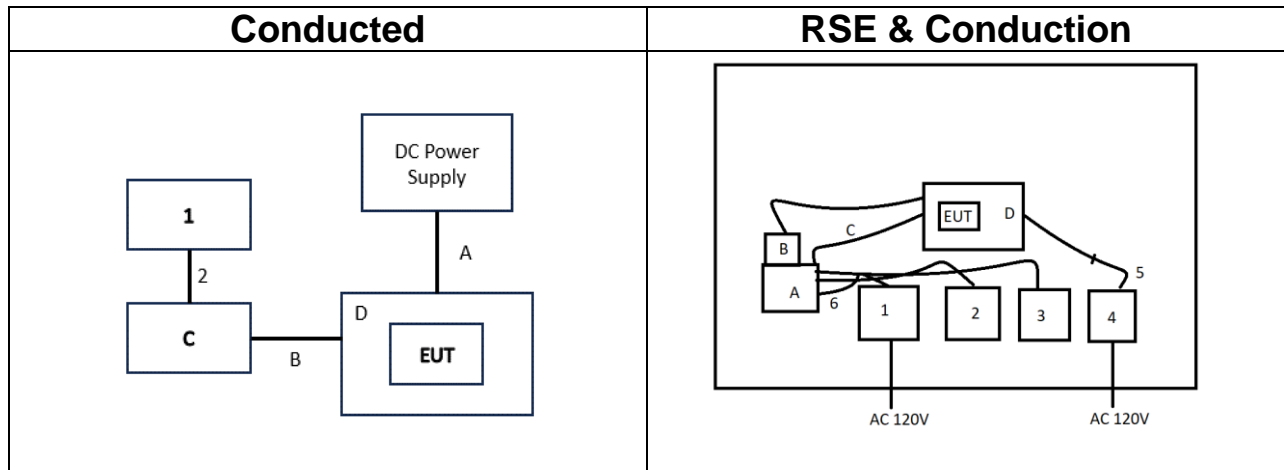 Conducted
RSE & Conduction
DC Power
Supply
1
A
2
D
C
B
EUT
EUT
D
C
B
A
6
5
1
2
3
4
AC 120V
AC 120V